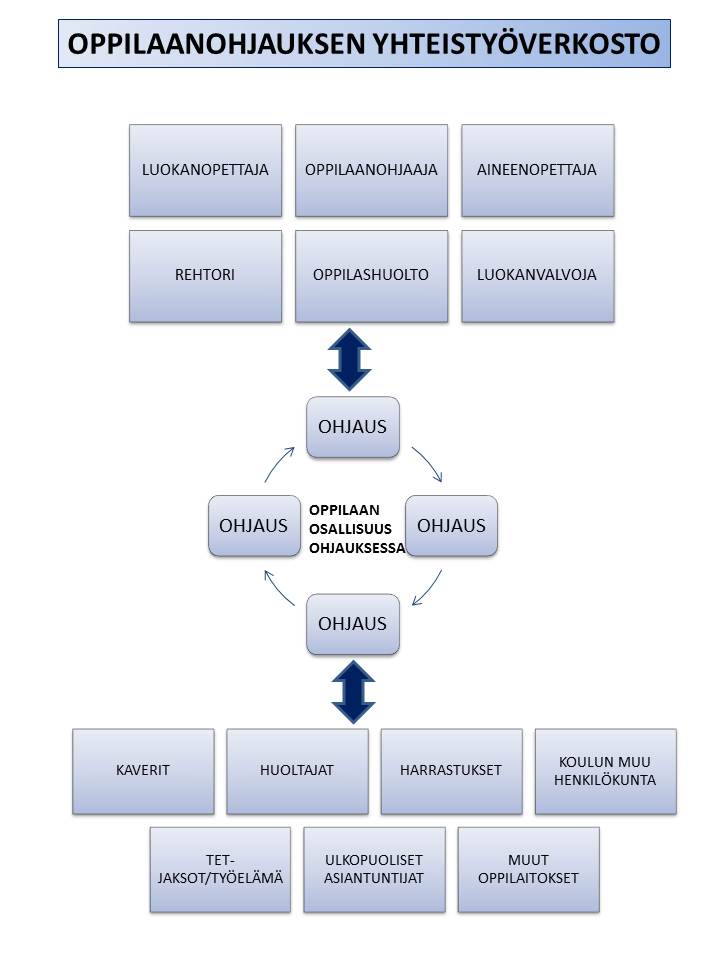 OPPILAANOHJAUKSEN YHTEISTYÖVERKOSTO
LUOKANOPETTAJA
OPPILAANOHJAAJA
AINEENOPETTAJA
REHTORI
OPPILASHUOLTO
LUOKANVALVOJA
OHJAUS
OHJAUS
OPPILAAN
OSALLISUUS
OHJAUKSESSA
OHJAUS
OHJAUS
KAVERIT
HUOLTAJAT
HARRASTUKSET
KOULUN MUU
HENKILÖKUNTA
TET-
JAKSOT/TYÖELÄMÄ
ULKOPUOLISET
ASIANTUNTIJAT
MUUT
OPPILAITOKSET